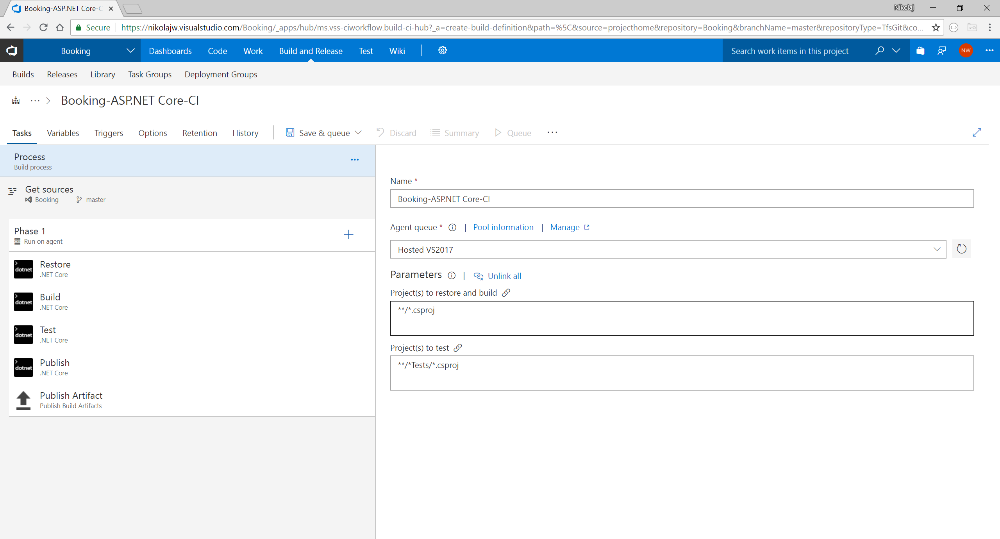 Booking-ASP.NET Core-C
Nikolaj
Secure https://nikolajw.visualstudio.com/Booking/_apps/hub/ms.vss-ciworkflow.build-ci-hub?_a=create-build-definition&path=%5C&source=projecthome&repository=Booking&branchName=master&repositoryType=TfsGit&co...
Booking Dashboards Code Work Build and Release Test Wiki | Search work items in this project NW ...
Builds Releases Library Task Groups Deployment Groups
... > Booking-ASP.NET Core-CI
Tasks Variables Triggers Options Retention History | Save & queue Discard Summary Queue ...
Process ...
Build process
Get sources
Booking master
Phase 1
Run on agent
> dotnet Restore
.NET Core
> dotnet Build
.NET Core
> dotnet Test
.NET Core
> dotnet Publish
.NET Core
Publish Artifact
Publish Build Artifacts
Name *
Booking-ASP.NET Core-CI
Agent queue * | Pool information | Manage
Hosted VS2017
Parameters | Unlink all
Project(s) to restore and build
**/*.csproj
Project(s) to test
**/*Tests/*.csproj